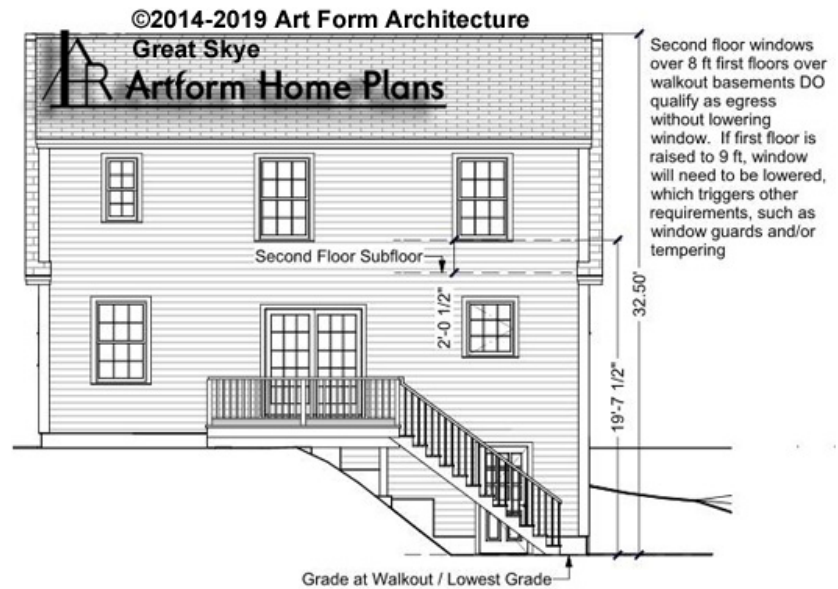 ©2014-2019 Art Form Architecture
Great Skye
AR
Artform Home Plans
Second floor windows
over 8 ft first floors over
walkout basements DO
qualify as egress
without lowering
window. If first floor is
raised to 9 ft, window
will need to be lowered,
which triggers other
requirements, such as
window guards and/or
tempering
Second Floor Subfloor
2'-0 1/2"
32.50'
19'-7 1/2"
Grade at Walkout / Lowest Grade